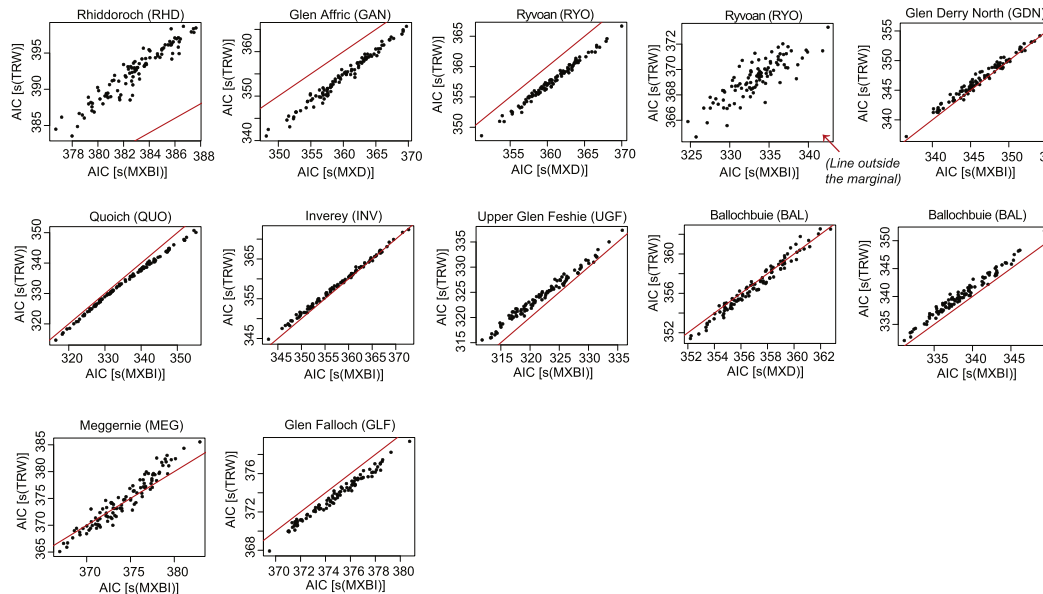 Rhiddoroch (RHD)
AIC [s(TRW)]
385 390 395
378 380 382 384 386 388
AIC [s(MXBI)]
Glen Affric (GAN)
AIC [s(TRW)]
340 345 350 355 360
350 355 360 365 370
AIC [s(MXD)]
Ryvoan (RYO)
AIC [s(TRW)]
350 355 360 365
355 360 365 370
AIC [s(MXD)]
Ryvoan (RYO)
AIC [s(TRW)]
366 368 370 372
325 330 335 340
AIC [s(MXBI)]
(Line outside
the marginal)
Glen Derry North (GDN)
AIC [s(TRW)]
340 345 350 355
340 345 350
AIC [s(MXBI)]
Quoich (QUO)
AIC [s(TRW)]
320 330 340 350
320 330 340 350
AIC [s(MXBI)]
Inverey (INV)
AIC [s(TRW)]
345 355 365
345 350 355 360 365 370
AIC [s(MXBI)]
Upper Glen Feshie (UGF)
AIC [s(TRW)]
315 320 325 330 335
315 320 325 330 335
AIC [s(MXBI)]
Ballochbuie (BAL)
AIC [s(TRW)]
352 356 360
352 354 356 358 360 362
AIC [s(MXD)]
Ballochbuie (BAL)
AIC [s(TRW)]
335 340 345 350
335 340 345
AIC [s(MXBI)]
Meggernie (MEG)
AIC [s(TRW)]
365 370 375 380 385
370 375 380
AIC [s(MXBI)]
Glen Falloch (GLF)
AIC [s(TRW)]
368 372 376
370 372 374 376 378 380
AIC [s(MXBI)]